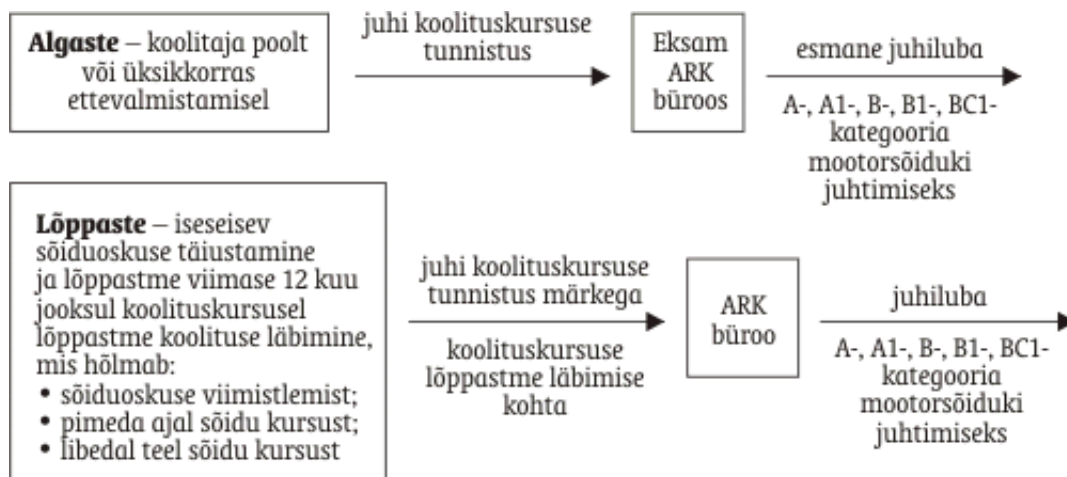 Algaste – koolitaja poolt
või üksikkorras
ettevalmistamisel
juhi koolituskursuse
tunnistus
Eksam
ARK
büroos
esmane juhiluba
A-, A1-, B-, B1-, BC1-
kategooria
mootorsõiduki
juhtimiseks
Lõppaste – iseseisev
sõiduoskuse täiustamine
ja lõppastme viimase 12 kuu
jooksul koolituskursusel
lõppastme koolituse läbimine,
mis hõlmab:
• sõiduoskuse viimistlemist;
• pimeda ajal sõidu kursust;
• libedal teel sõidu kursust
juhi koolituskursuse
tunnistus märkega
koolituskursuse
lõppastme läbimise
kohta
ARK
büroo
juhiluba
A-, A1-, B-, B1-, BC1-
kategooria
mootorsõiduki
juhtimiseks